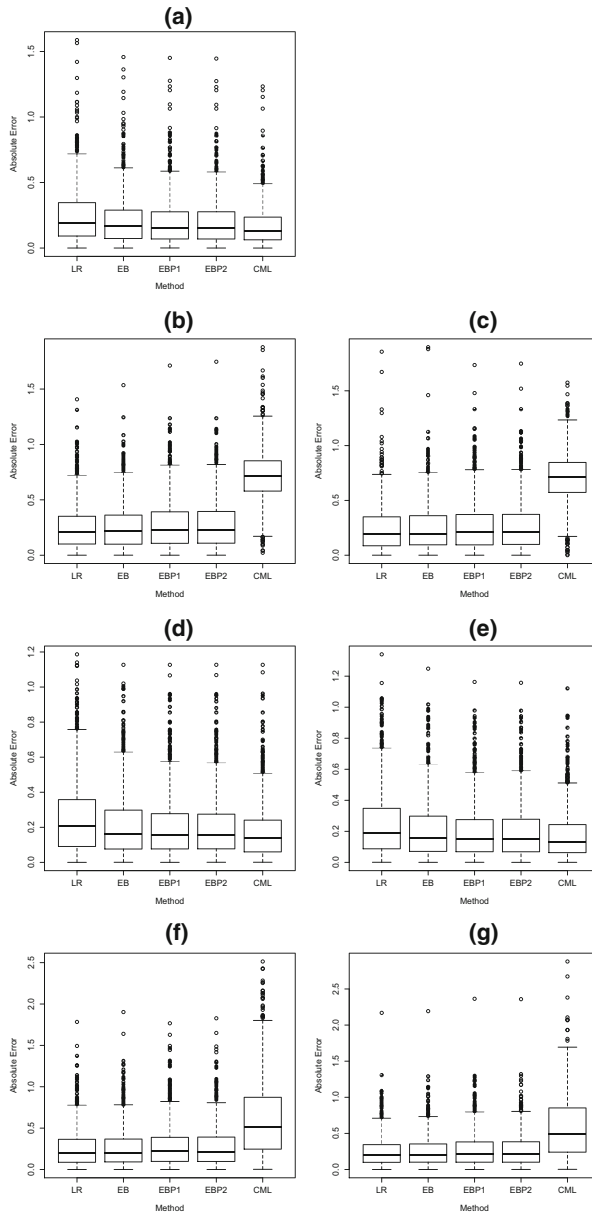 (a)
Absolute Error
0.0 0.5 1.0 1.5
LR EB EBP1 EBP2 CML
Method
(b)
Absolute Error
0.0 0.5 1.0 1.5
LR EB EBP1 EBP2 CML
Method
(c)
Absolute Error
0.0 0.5 1.0 1.5
LR EB EBP1 EBP2 CML
Method
(d)
Absolute Error
0.0 0.2 0.4 0.6 0.8 1.0 1.2
LR EB EBP1 EBP2 CML
Method
(e)
Absolute Error
0.0 0.2 0.4 0.6 0.8 1.0 1.2
LR EB EBP1 EBP2 CML
Method
(f)
Absolute Error
0.0 0.5 1.0 1.5 2.0 2.5
LR EB EBP1 EBP2 CML
Method
(g)
Absolute Error
0.0 0.5 1.0 1.5 2.0 2.5
LR EB EBP1 EBP2 CML
Method